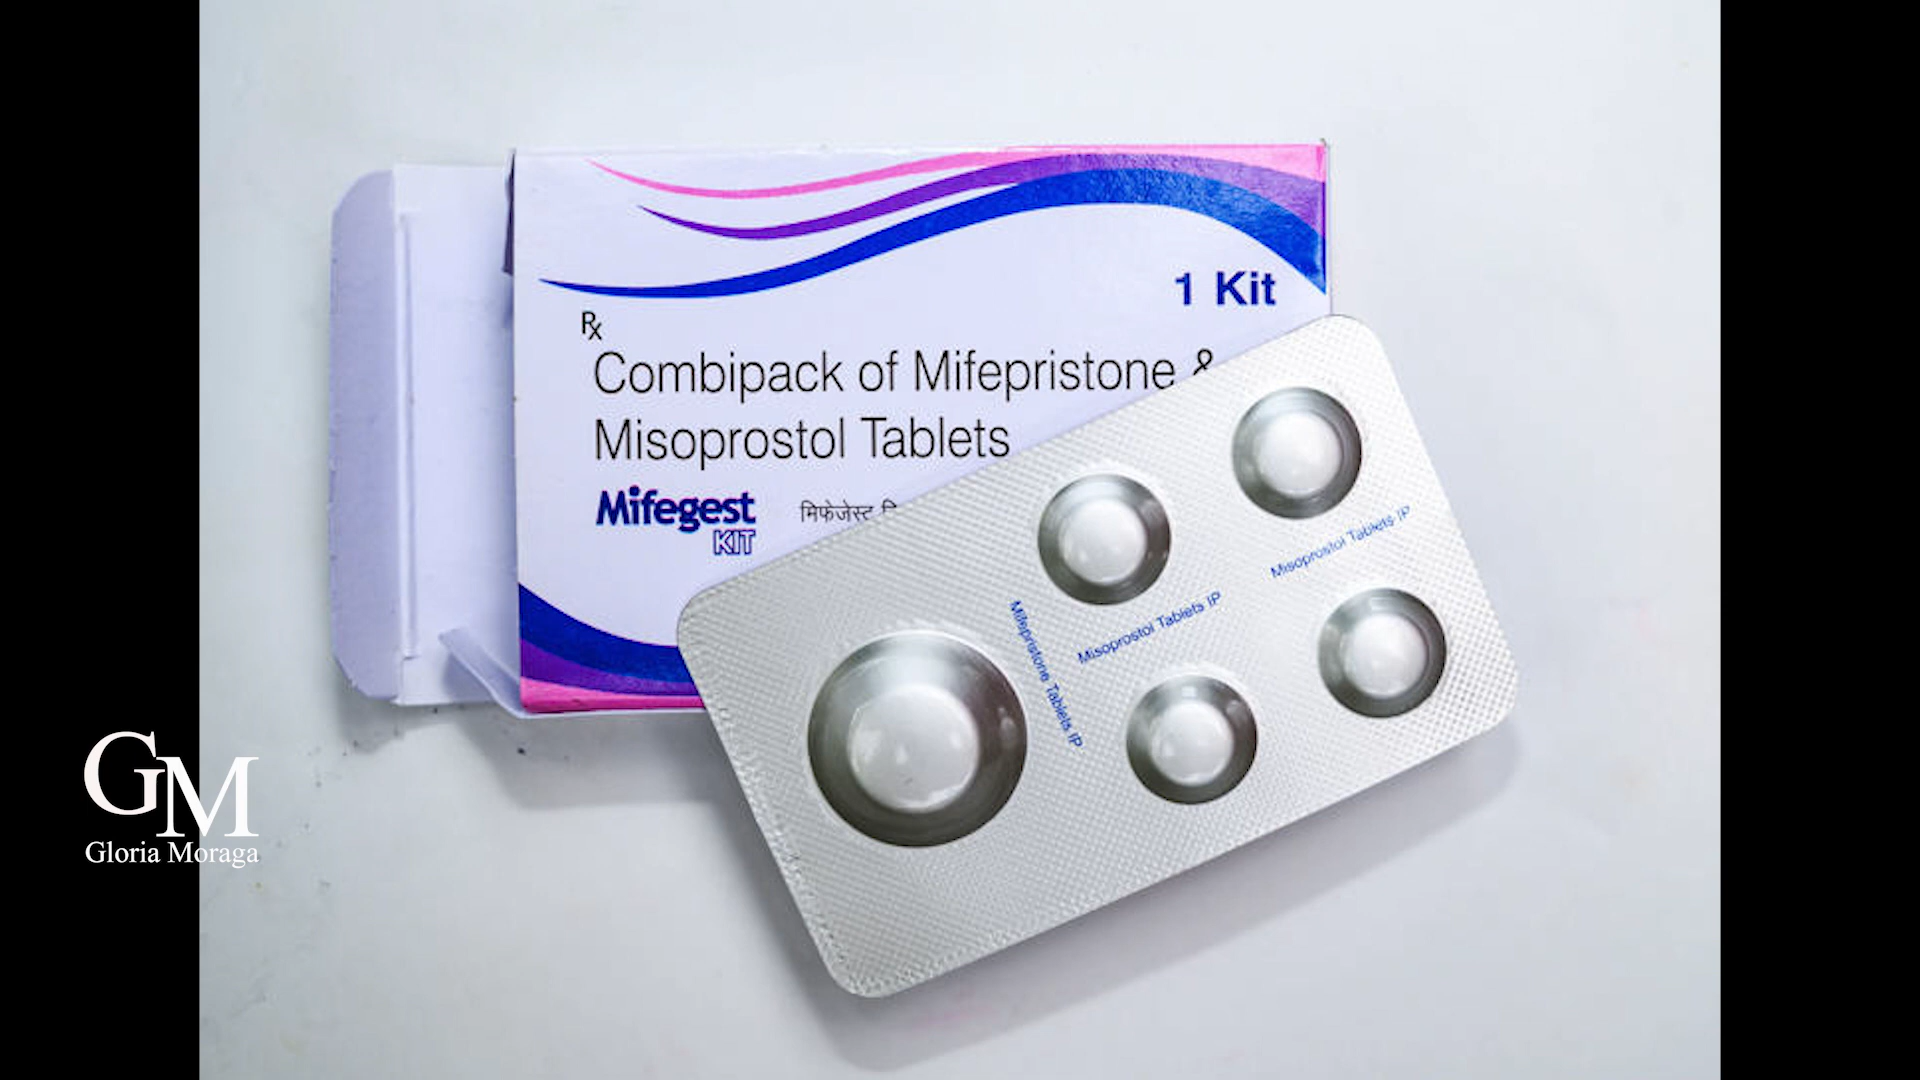 1 Kit
Rx
Combipack of Mifepristone &
Misoprostol Tablets
Mifegest
KIT
मिफेजेस्ट
Misoprostol Tablets IP
Misoprostol Tablets IP
Mifepristone Tablets IP
GM
Gloria Moraga